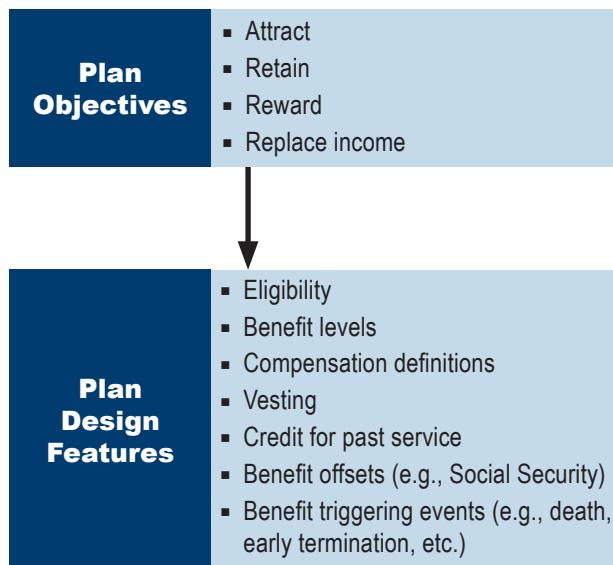 Plan
Objectives
▪ Attract
▪ Retain
▪ Reward
▪ Replace income
Plan
Design
Features
▪ Eligibility
▪ Benefit levels
▪ Compensation definitions
▪ Vesting
▪ Credit for past service
▪ Benefit offsets (e.g., Social Security)
▪ Benefit triggering events (e.g., death,
early termination, etc.)